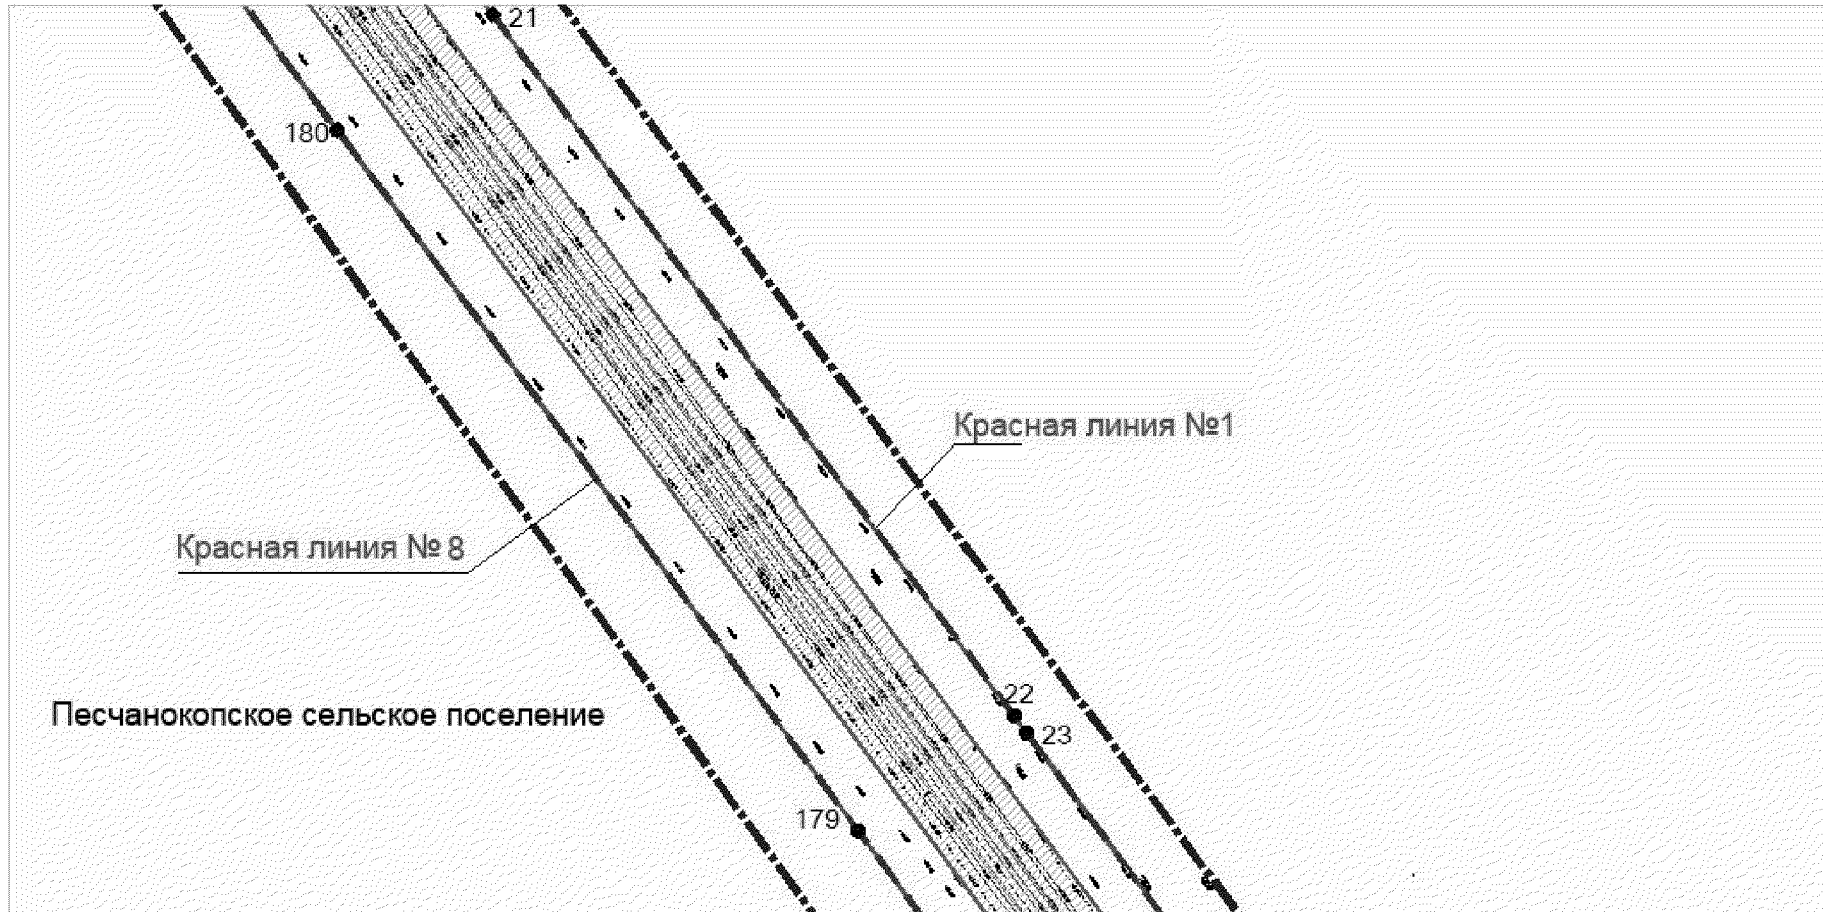 21
180
Красная линия №1
Красная линия № 8
22
Песчанокопское сельское поселение
23
179